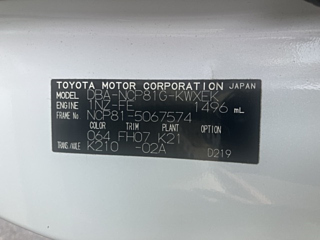 TOYOTA MOTOR CORPORATION JAPAN
MODEL DBA-NCP81G-KWXEK
ENGINE 1NZ-FE 1496 mL
FRAME No NCP81-5067574
COLOR TRIM PLANT OPTION
064 FH07 K21
TRANS/AXLE K210 -02A
D219